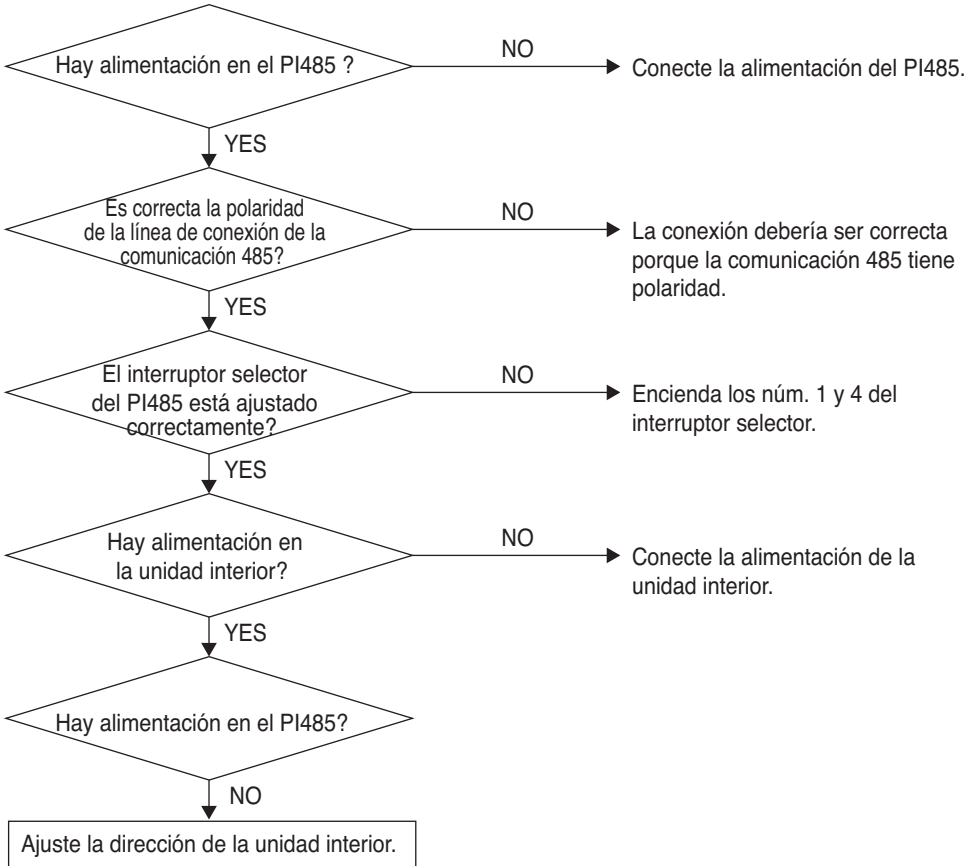 Hay alimentación en el PI485 ?
NO
Conecte la alimentación del PI485.
YES
Es correcta la polaridad
de la línea de conexión de la
comunicación 485?
NO
La conexión debería ser correcta
porque la comunicación 485 tiene
polaridad.
YES
El interruptor selector
del PI485 está ajustado
correctamente?
NO
Encienda los núm. 1 y 4 del
interruptor selector.
YES
Hay alimentación en
la unidad interior?
NO
Conecte la alimentación de la
unidad interior.
YES
Hay alimentación en el PI485?
NO
Ajuste la dirección de la unidad interior.